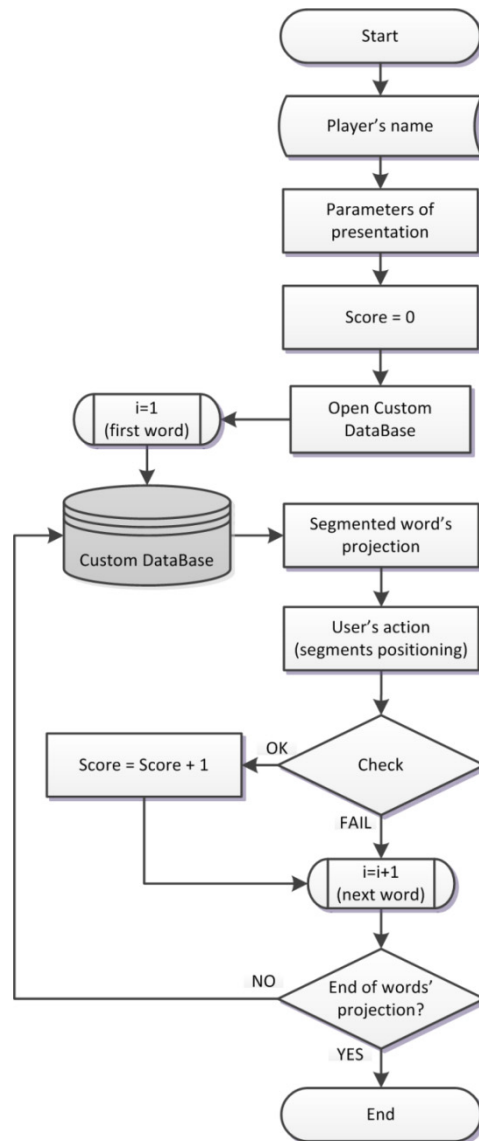 Start
Player's name
Parameters of
presentation
Score = 0
Open Custom
DataBase
i=1
(first word)
Custom DataBase
Segmented word's
projection
User's action
(segments positioning)
Check
OK
Score = Score + 1
FAIL
i=i+1
(next word)
End of words'
projection?
NO
YES
End